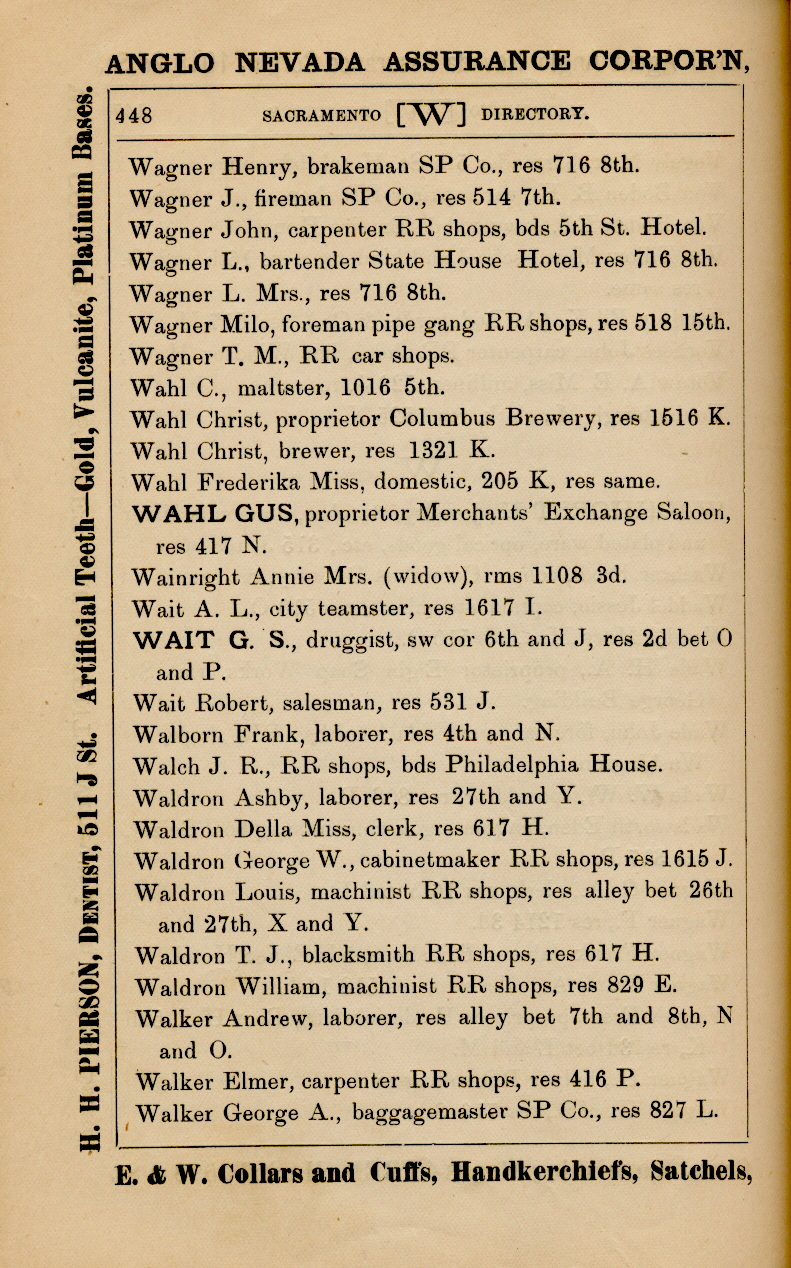 ANGLO NEVADA ASSURANCE CORPOR'N,
448 SACRAMENTO [W] DIRECTORY.
Wagner Henry, brakeman SP Co., res 716 8th.
Wagner J., fireman SP Co., res 514 7th.
Wagner John, carpenter RR shops, bds 5th St. Hotel.
Wagner L., bartender State House Hotel, res 716 8th.
Wagner L. Mrs., res 716 8th.
Wagner Milo, foreman pipe gang RR shops, res 518 15th.
Wagner T. M., RR car shops.
Wahl C., maltster, 1016 5th.
Wahl Christ, proprietor Columbus Brewery, res 1516 K.
Wahl Christ, brewer, res 1321 K.
Wahl Frederika Miss, domestic, 205 K, res same.
WAHL GUS, proprietor Merchants' Exchange Saloon,
res 417 N.
Wainright Annie Mrs. (widow), rms 1108 3d.
Wait A. L., city teamster, res 1617 I.
WAIT G. S., druggist, sw cor 6th and J, res 2d bet O
and P.
Wait Robert, salesman, res 531 J.
Walborn Frank, laborer, res 4th and N.
Walch J. R., RR shops, bds Philadelphia House.
Waldron Ashby, laborer, res 27th and Y.
Waldron Della Miss, clerk, res 617 H.
Waldron George W., cabinetmaker RR shops, res 1615 J.
Waldron Louis, machinist RR shops, res alley bet 26th
and 27th, X and Y.
Waldron T. J., blacksmith RR shops, res 617 H.
Waldron William, machinist RR shops, res 829 E.
Walker Andrew, laborer, res alley bet 7th and 8th, N
and O.
Walker Elmer, carpenter RR shops, res 416 P.
Walker George A., baggagemaster SP Co., res 827 L.
E. & W. Collars and Cuffs, Handkerchiefs, Satchels,
H. H. PIERSON, DENTIST, 511 J St. Artificial Teeth—Gold, Vulcanite, Platinum Bases.